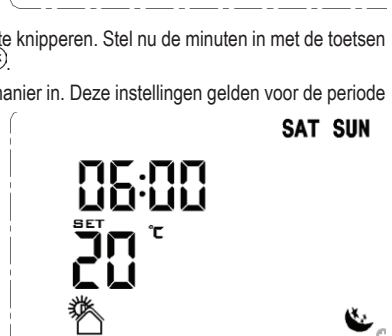 te knipperen. Stel nu de minuten in met de toetsen
manier in. Deze instellingen gelden voor de periode
SAT SUN
06:00
SET
20 °C